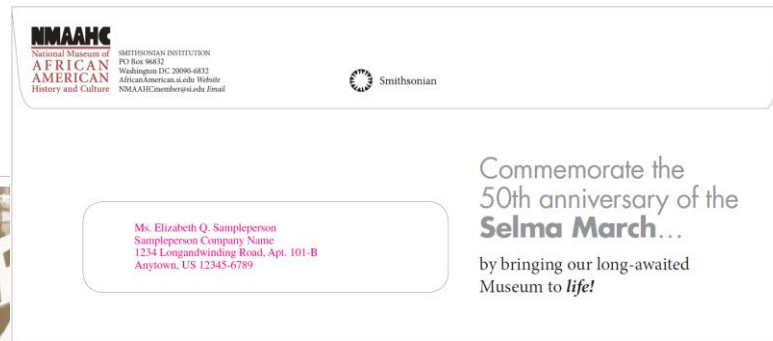 NMAAHC
National Museum of
AFRICAN
AMERICAN
History and Culture
SMITHSONIAN INSTITUTION
PO Box 96832
Washington DC 20090-6832
AfricanAmerican.si.edu Website
NMAAHCmember@si.edu Email
Smithsonian
Commemorate the
50th anniversary of the
Selma March...
by bringing our long-awaited
Museum to life!
Ms. Elizabeth Q. Sampleperson
Sampleperson Company Name
1234 Longandwinding Road, Apt. 101-B
Anytown, US 12345-6789